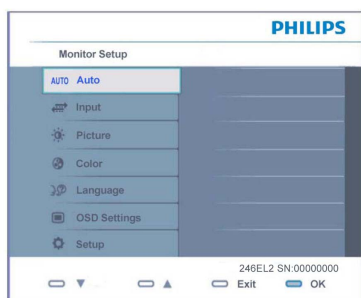 PHILIPS
Monitor Setup
AUTO Auto
Input
Picture
Color
Language
OSD Settings
Setup
246EL2 SN:00000000
▼ ▲ Exit OK